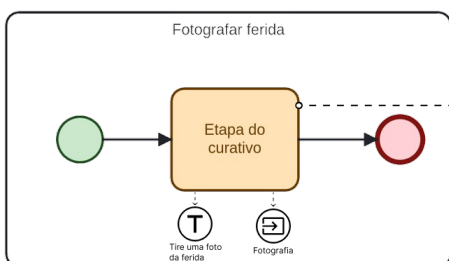 Fotografar ferida
Etapa do
curativo
T
Tire uma foto
da ferida
Fotografia